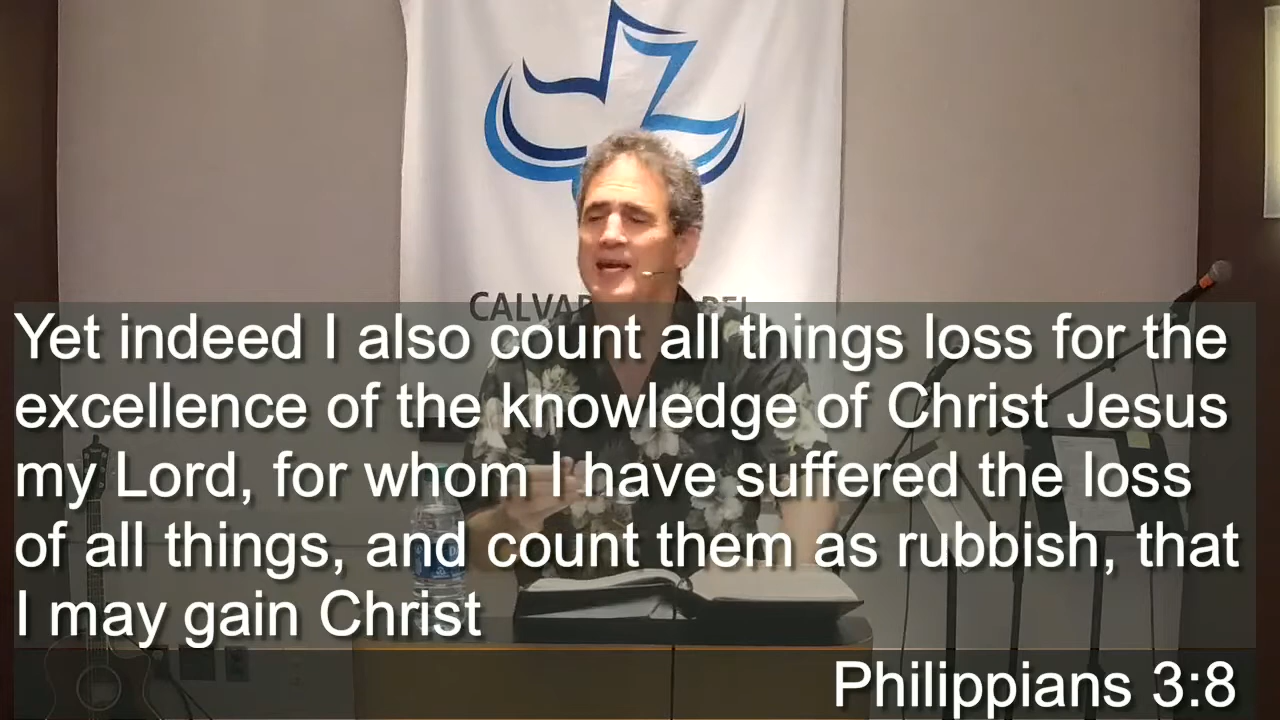 CALVA
Yet indeed I also count all things loss for the
excellence of the knowledge of Christ Jesus
my Lord, for whom I have suffered the loss
of all things, and count them as rubbish, that
I may gain Christ
Philippians 3:8